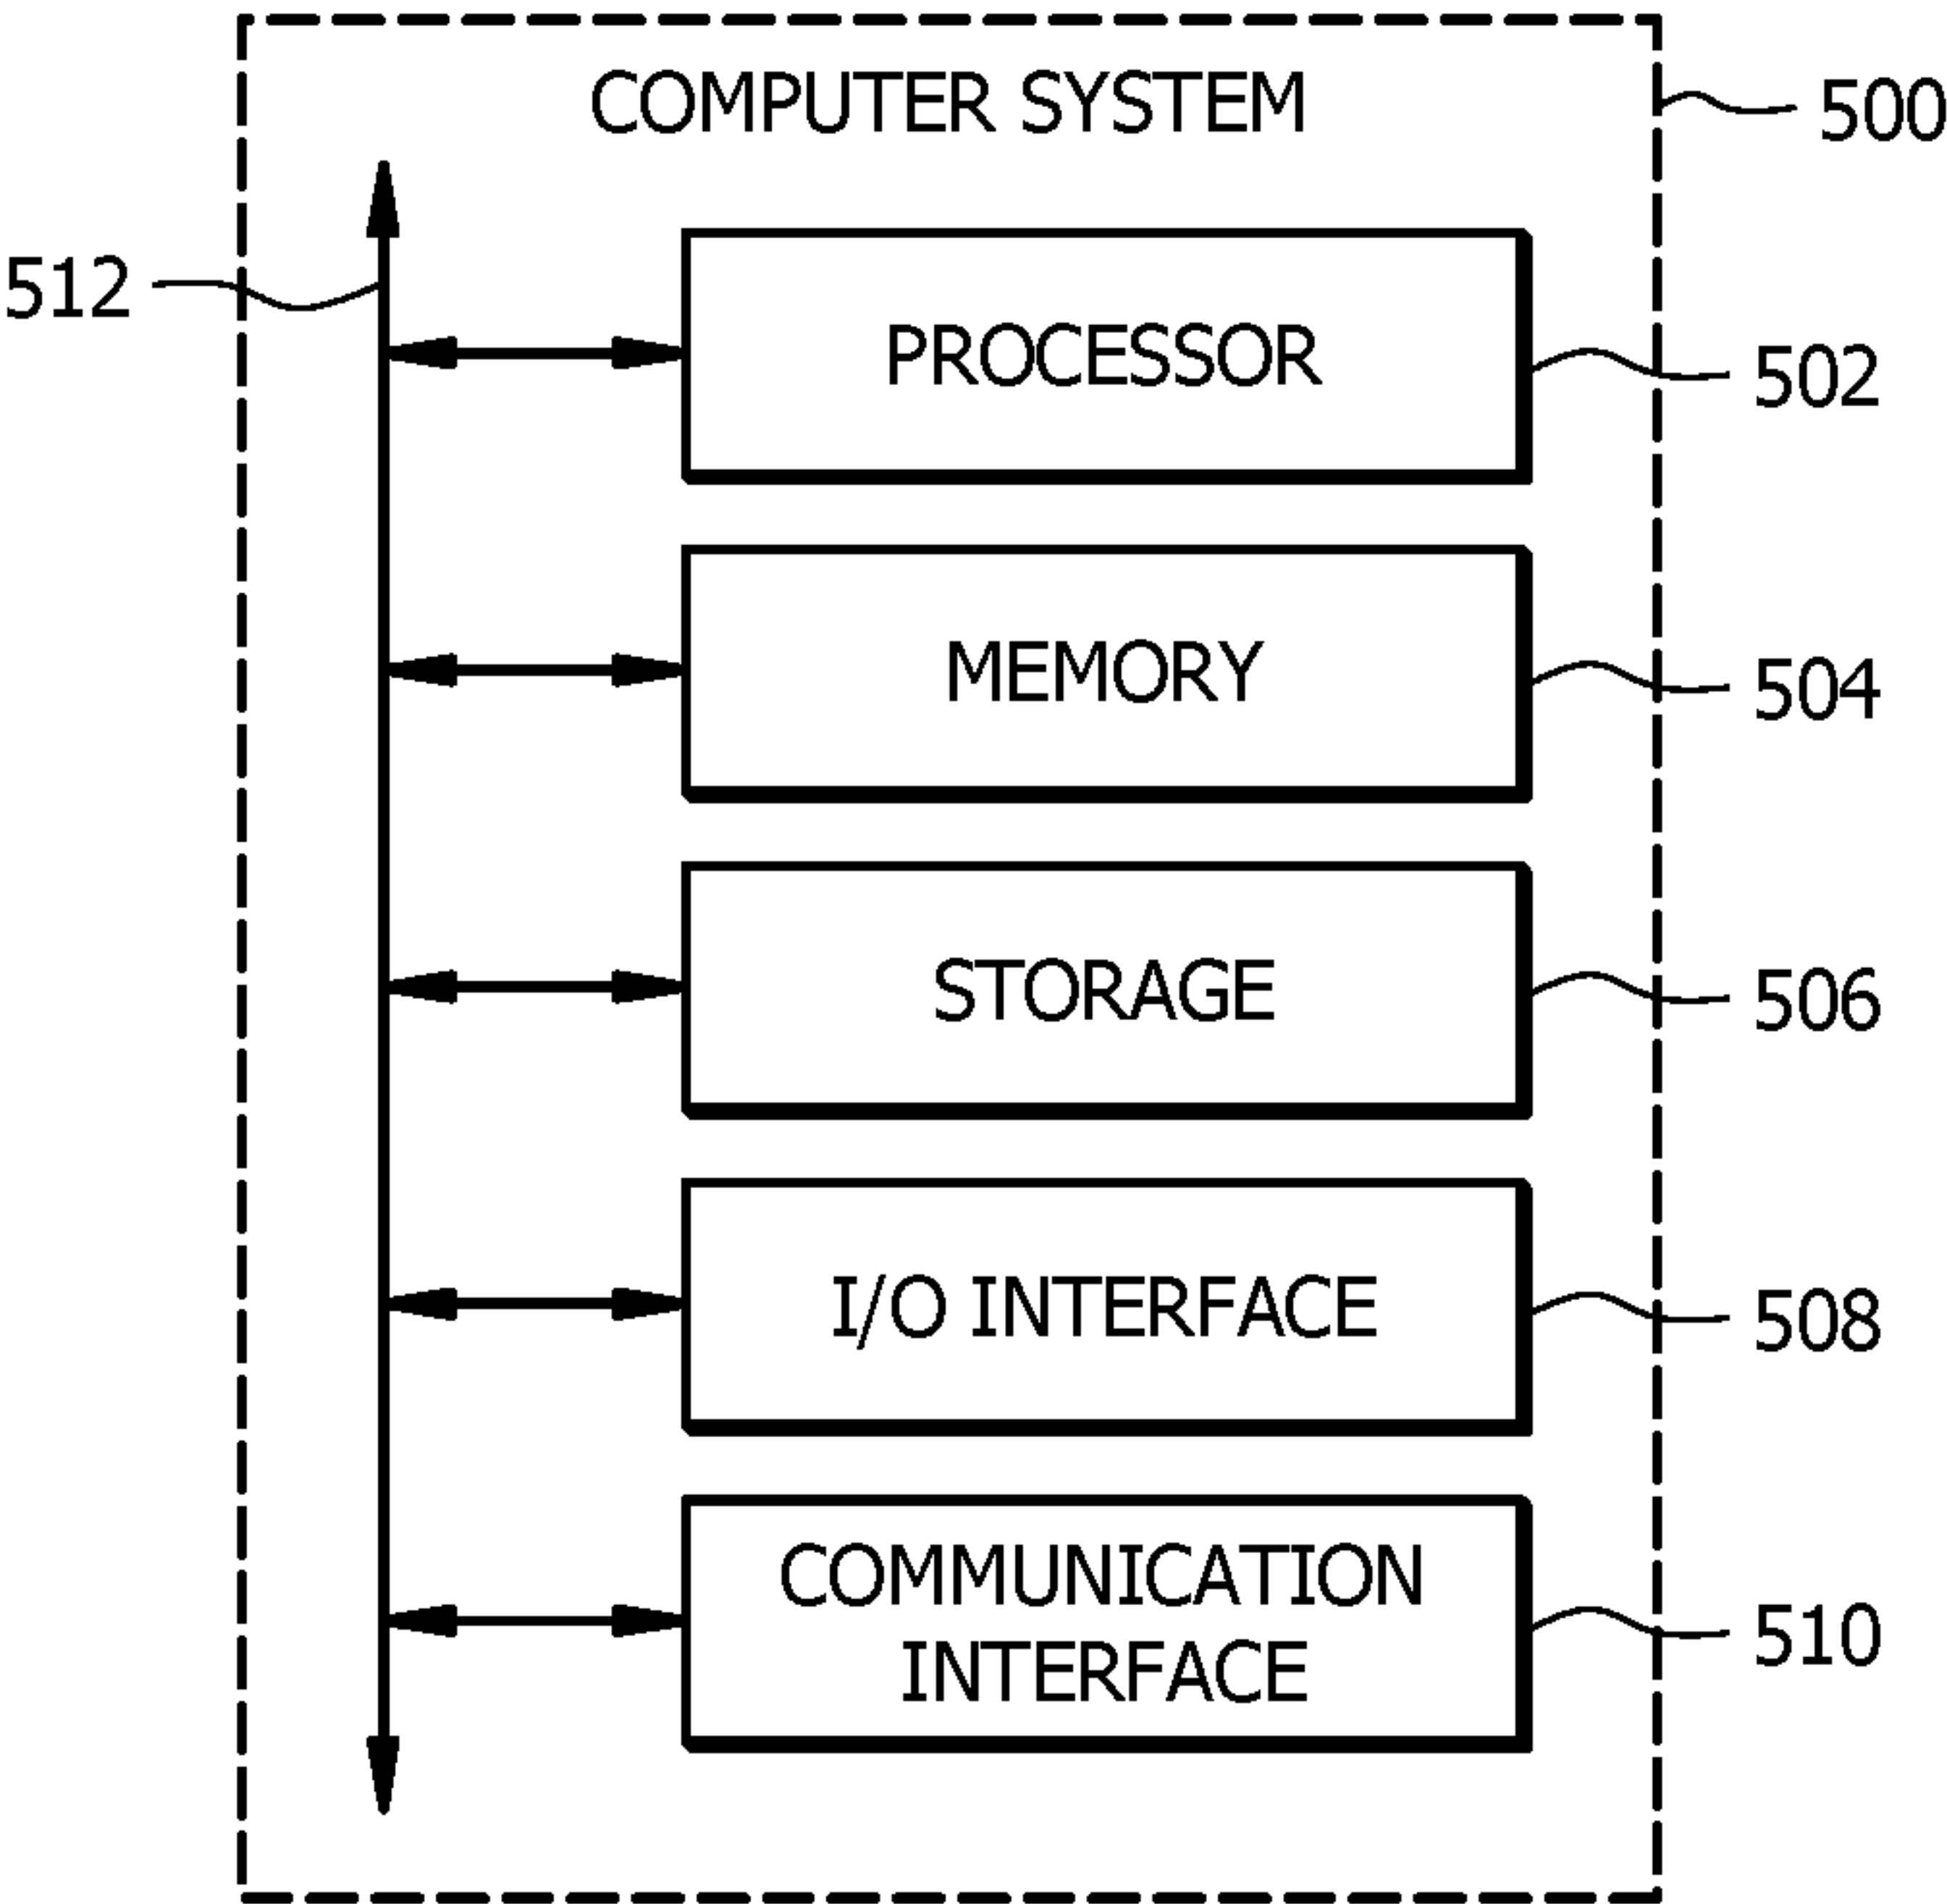 COMPUTER SYSTEM
500
512
PROCESSOR
502
MEMORY
504
STORAGE
506
I/O INTERFACE
508
COMMUNICATION
INTERFACE
510